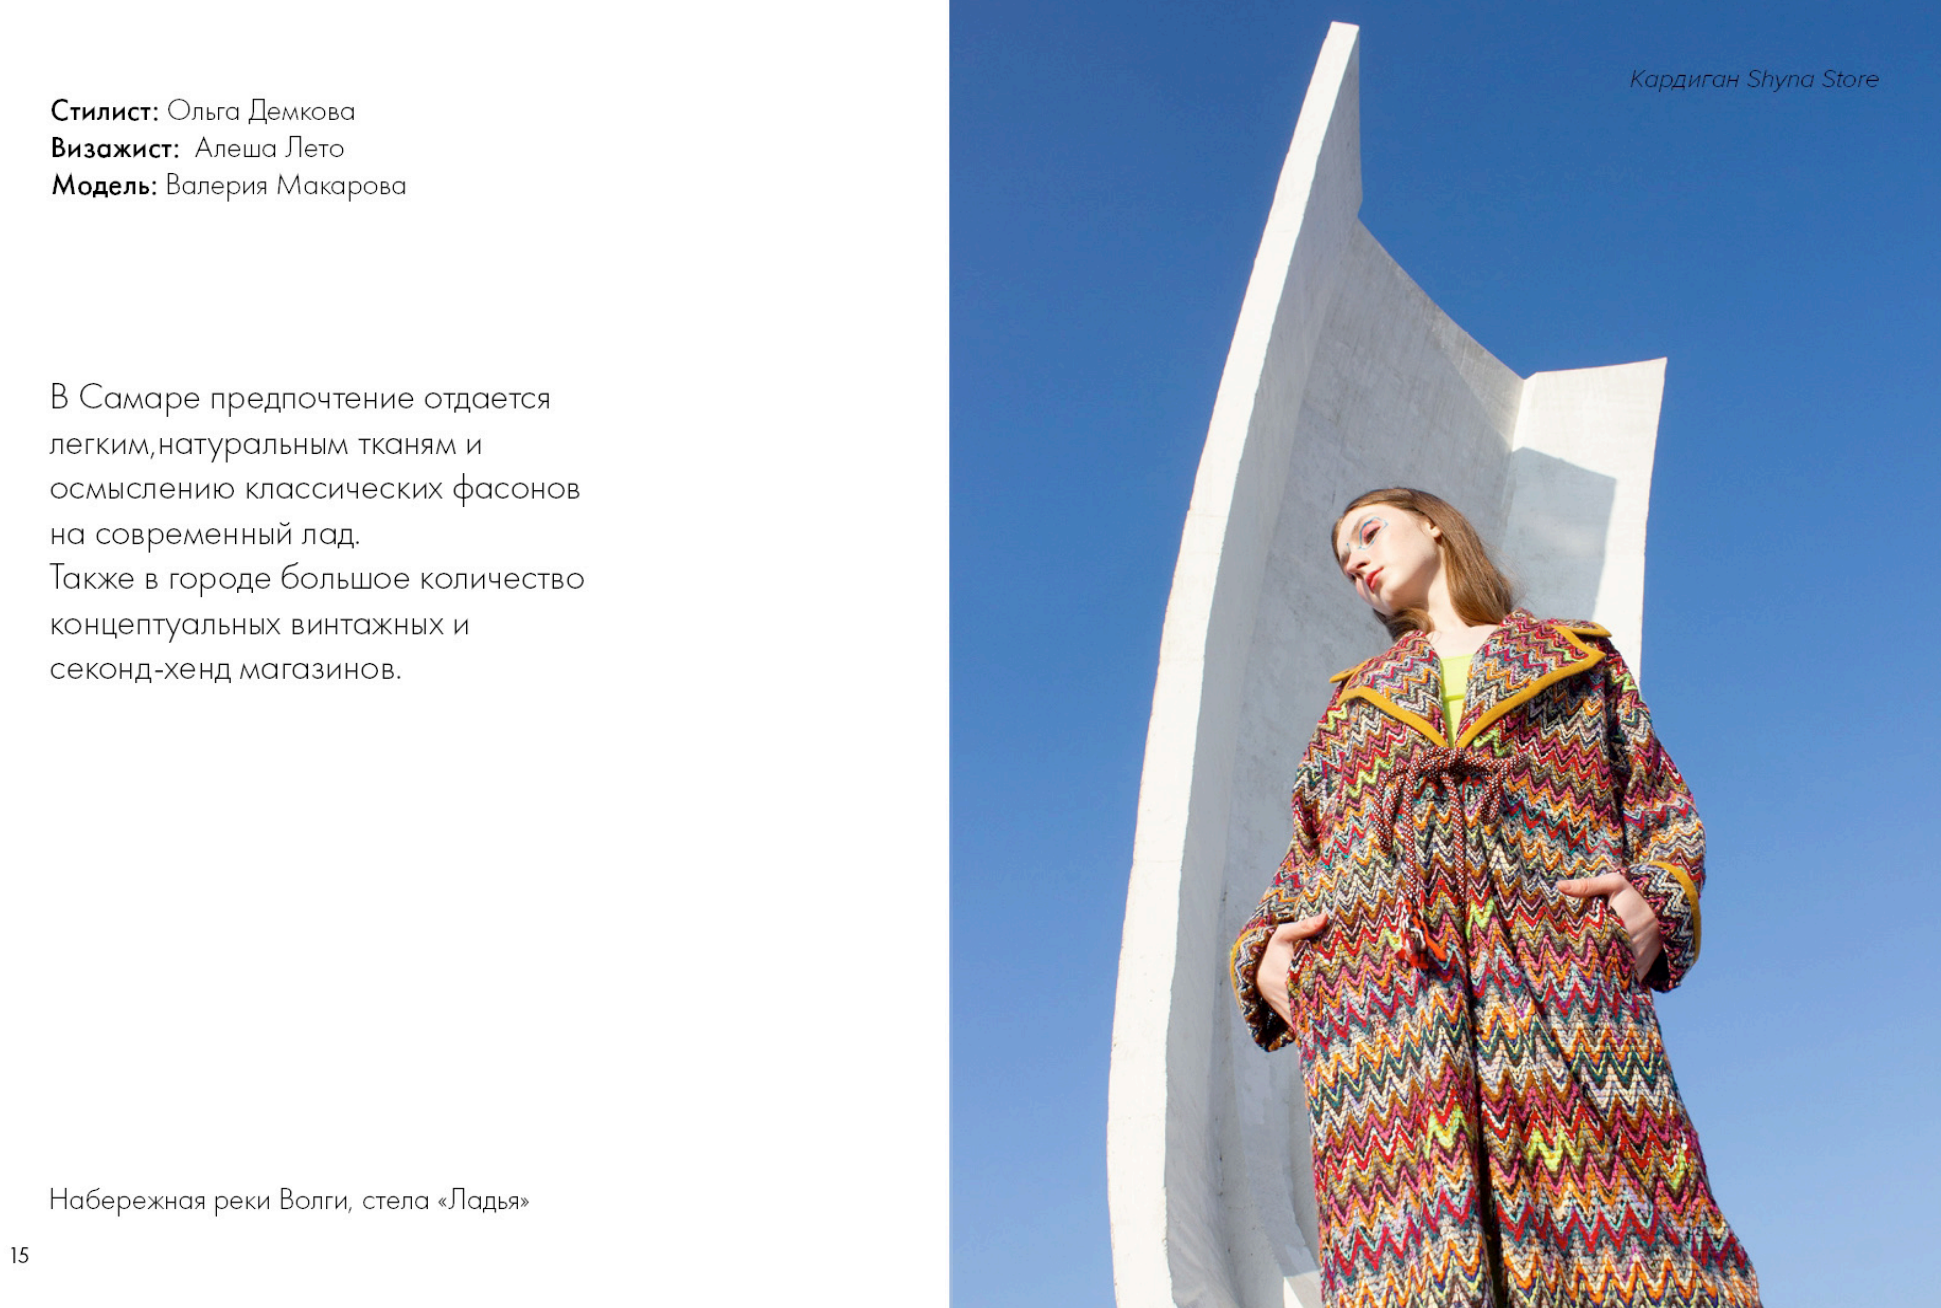 Стилист: Ольга Демкова
Визажист: Алеша Лето
Модель: Валерия Макарова
В Самаре предпочтение отдается
легким,натуральным тканям и
осмыслению классических фасонов
на современный лад.
Также в городе большое количество
концептуальных винтажных и
секонд-хенд магазинов.
Набережная реки Волги, стела «Ладья»
15
Кардиган Shyna Store